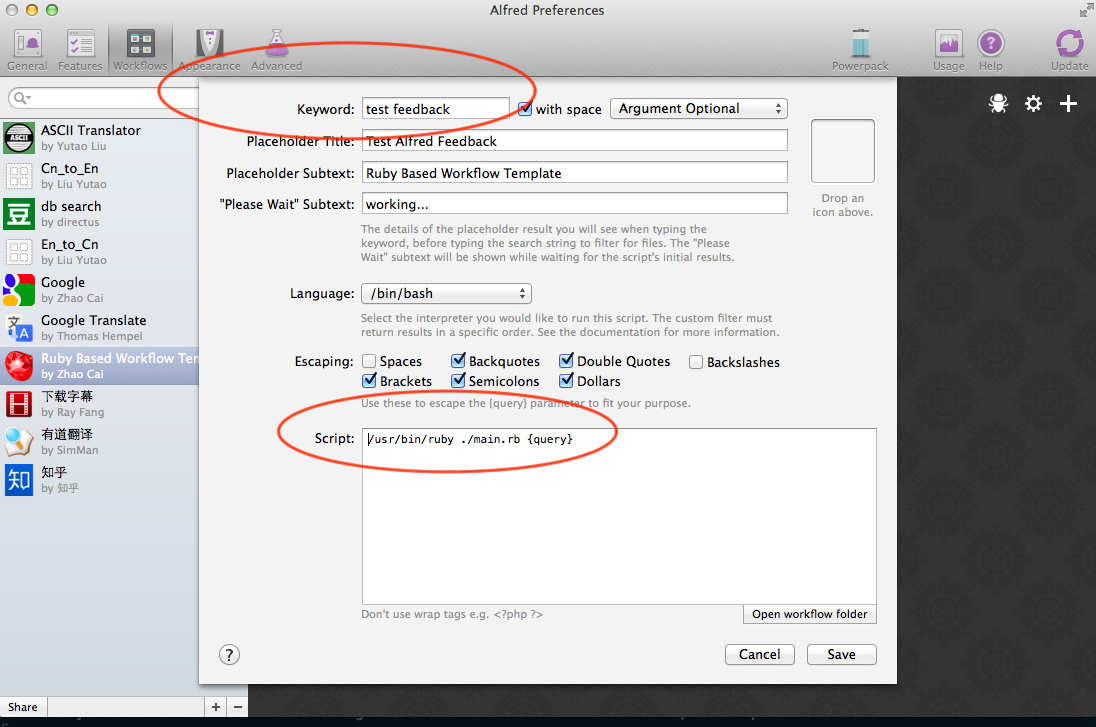 Alfred Preferences
General
Features
Workflows
Appearance
Advanced
Powerpack
Usage
Help
Update
ASCII
ASCII Translator
by Yutao Liu
Cn_to_En
by Liu Yutao
豆
db search
by directus
En_to_Cn
by Liu Yutao
Google
by Zhao Cai
文 A
Google Translate
by Thomas Hempel
Ruby Based Workflow Ten
by Zhao Cai
下载字幕
by Ray Fang
有道翻译
by SimMan
知
知乎
by 知乎
Share
+
−
Keyword: test feedback with space Argument Optional
Placeholder Title: Test Alfred Feedback
Placeholder Subtext: Ruby Based Workflow Template
"Please Wait" Subtext: working...
Drop an
icon above.
The details of the placeholder result you will see when typing the
keyword, before typing the search string to filter for files. The "Please
Wait" subtext will be shown while waiting for the script's initial results.
Language: /bin/bash
Select the interpreter you would like to run this script. The custom filter must
return results in a specific order. See the documentation for more information.
Escaping: Spaces Backquotes Double Quotes Backslashes
Brackets Semicolons Dollars
Use these to escape the {query} parameter to fit your purpose.
Script: /usr/bin/ruby ./main.rb {query}
Don't use wrap tags e.g. <?php ?>
Open workflow folder
?
Cancel
Save